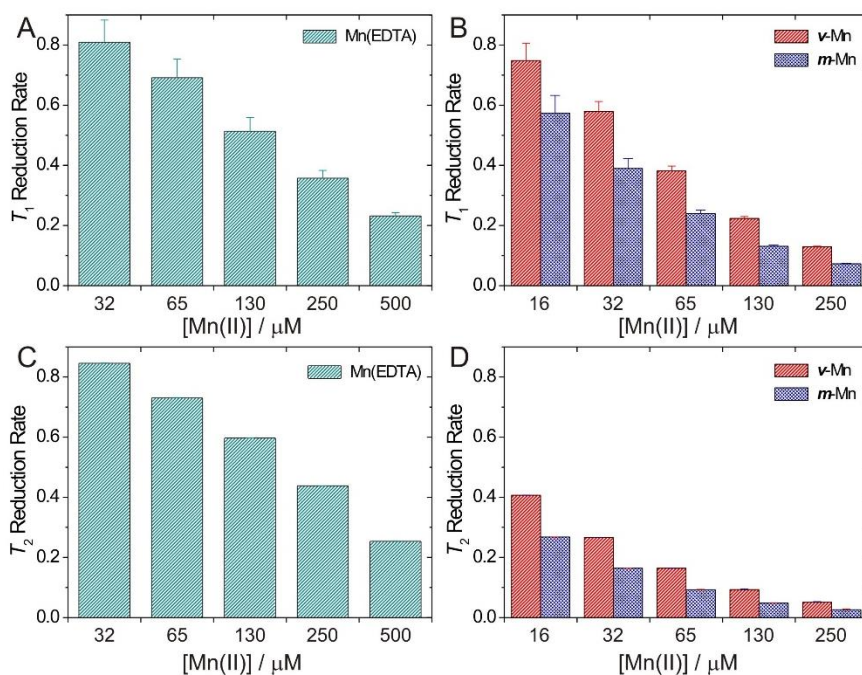 A
Mn(EDTA)
T1 Reduction Rate
0.8
0.6
0.4
0.2
0.0
32 65 130 250 500
[Mn(II)] / μM
B
v-Mn
m-Mn
T1 Reduction Rate
0.8
0.6
0.4
0.2
0.0
16 32 65 130 250
[Mn(II)] / μM
C
Mn(EDTA)
T2 Reduction Rate
0.8
0.6
0.4
0.2
0.0
32 65 130 250 500
[Mn(II)] / μM
D
v-Mn
m-Mn
T2 Reduction Rate
0.8
0.6
0.4
0.2
0.0
16 32 65 130 250
[Mn(II)] / μM